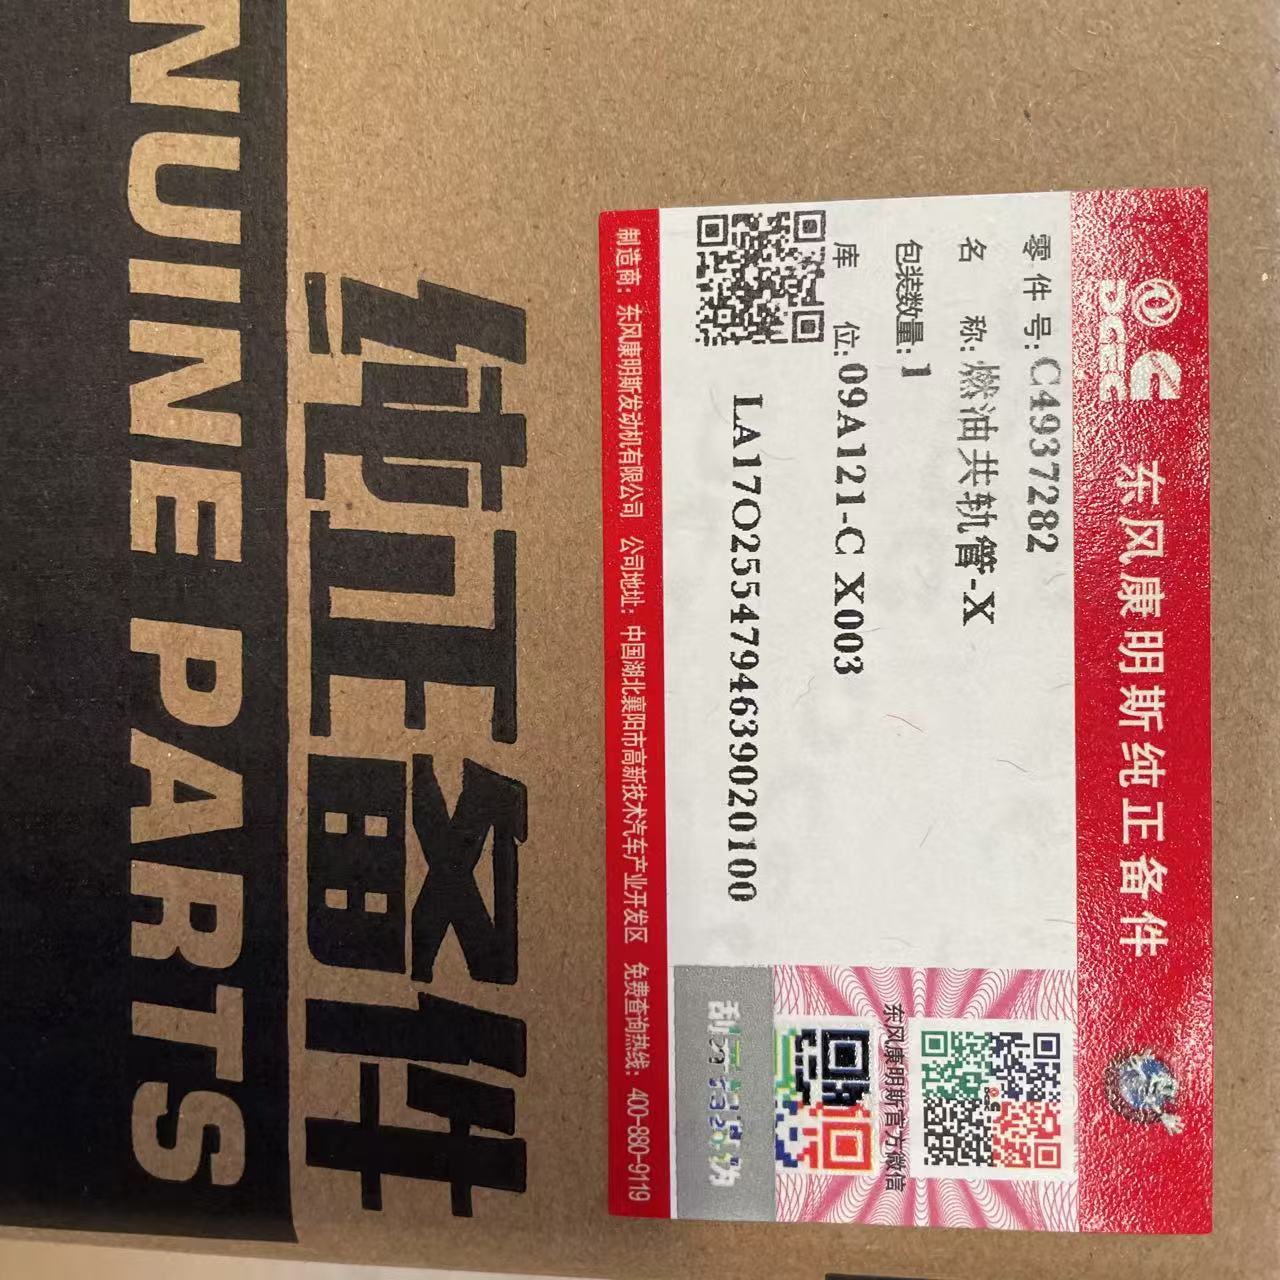 NUINE PARTS
纯正备件
DCEC
东风康明斯纯正备件
零件号:C4937282
名 称:燃油共轨管-X
包装数量:1
库 位:09A121-C X003
LA17O2554794639020100
东风康明斯官方微信
制造商:东风康明斯发动机有限公司 公司地址:中国湖北襄阳市高新技术汽车产业开发区 免费查询热线:400-880-9119